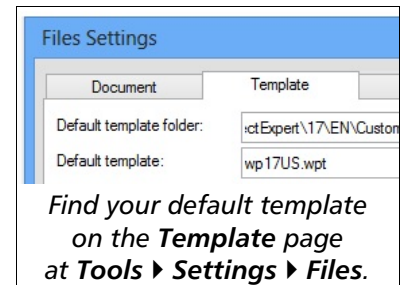 Files Settings
Document Template
Default template folder: ctExpert\17\EN\Custom
Default template: wp17US.wpt
Find your default template
on the Template page
at Tools ▶ Settings ▶ Files.